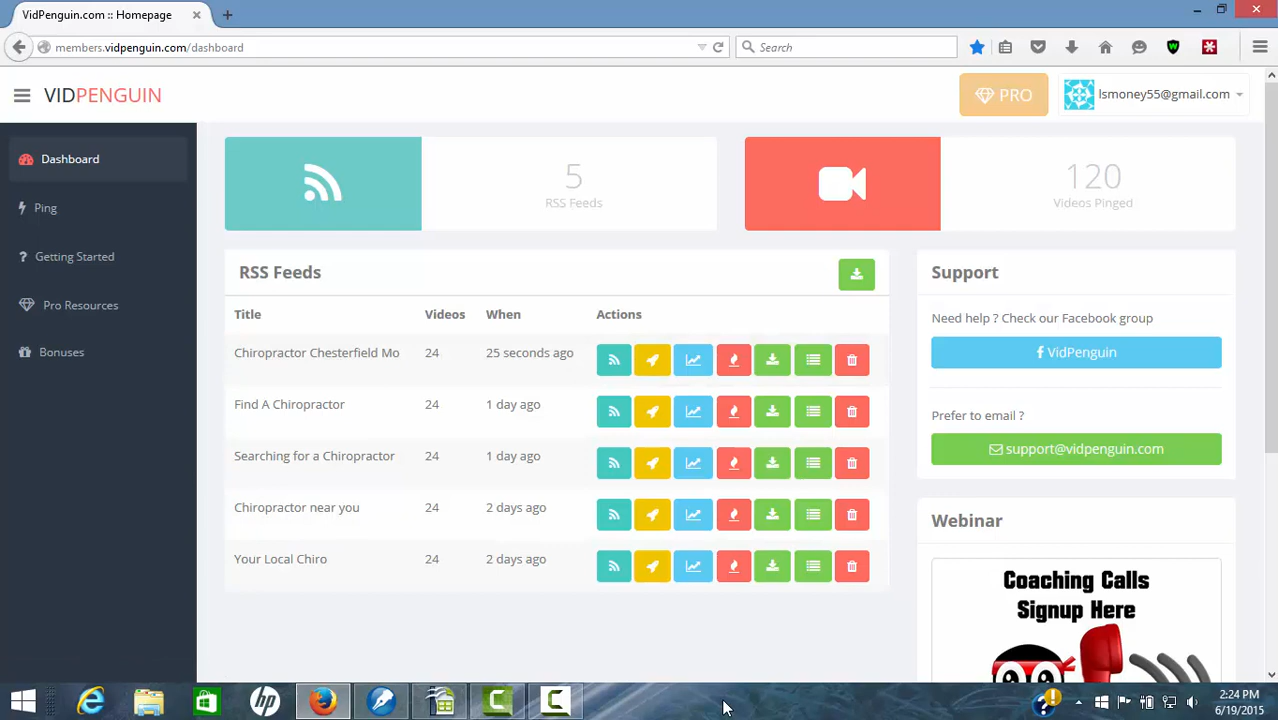 VidPenguin.com :: Homepage
members.vidpenguin.com/dashboard
Search
VIDPENGUIN
PRO
lsmoney55@gmail.com
Dashboard
Ping
Getting Started
Pro Resources
Bonuses
5
RSS Feeds
120
Videos Pinged
RSS Feeds
Title Videos When Actions
Chiropractor Chesterfield Mo 24 25 seconds ago
Find A Chiropractor 24 1 day ago
Searching for a Chiropractor 24 1 day ago
Chiropractor near you 24 2 days ago
Your Local Chiro 24 2 days ago
Support
Need help ? Check our Facebook group
VidPenguin
Prefer to email ?
support@vidpenguin.com
Webinar
Coaching Calls
Signup Here
2:24 PM
6/19/2015